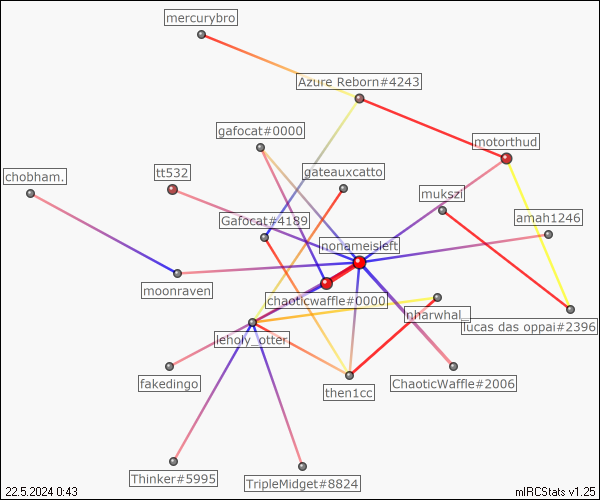 mercurybro
Azure Reborn#4243
gafocat#0000
motorthud
chobham.
tt532
gateauxcatto
mukszi
Gafocat#4189
amah1246
nonameisleft
moonraven
chaoticwaffle#0000
nharwhal_
lucas das oppai#2396
leholy_otter
fakedingo
then1cc
ChaoticWaffle#2006
Thinker#5995
TripleMidget#8824
22.5.2024 0:43
mIRCStats v1.25